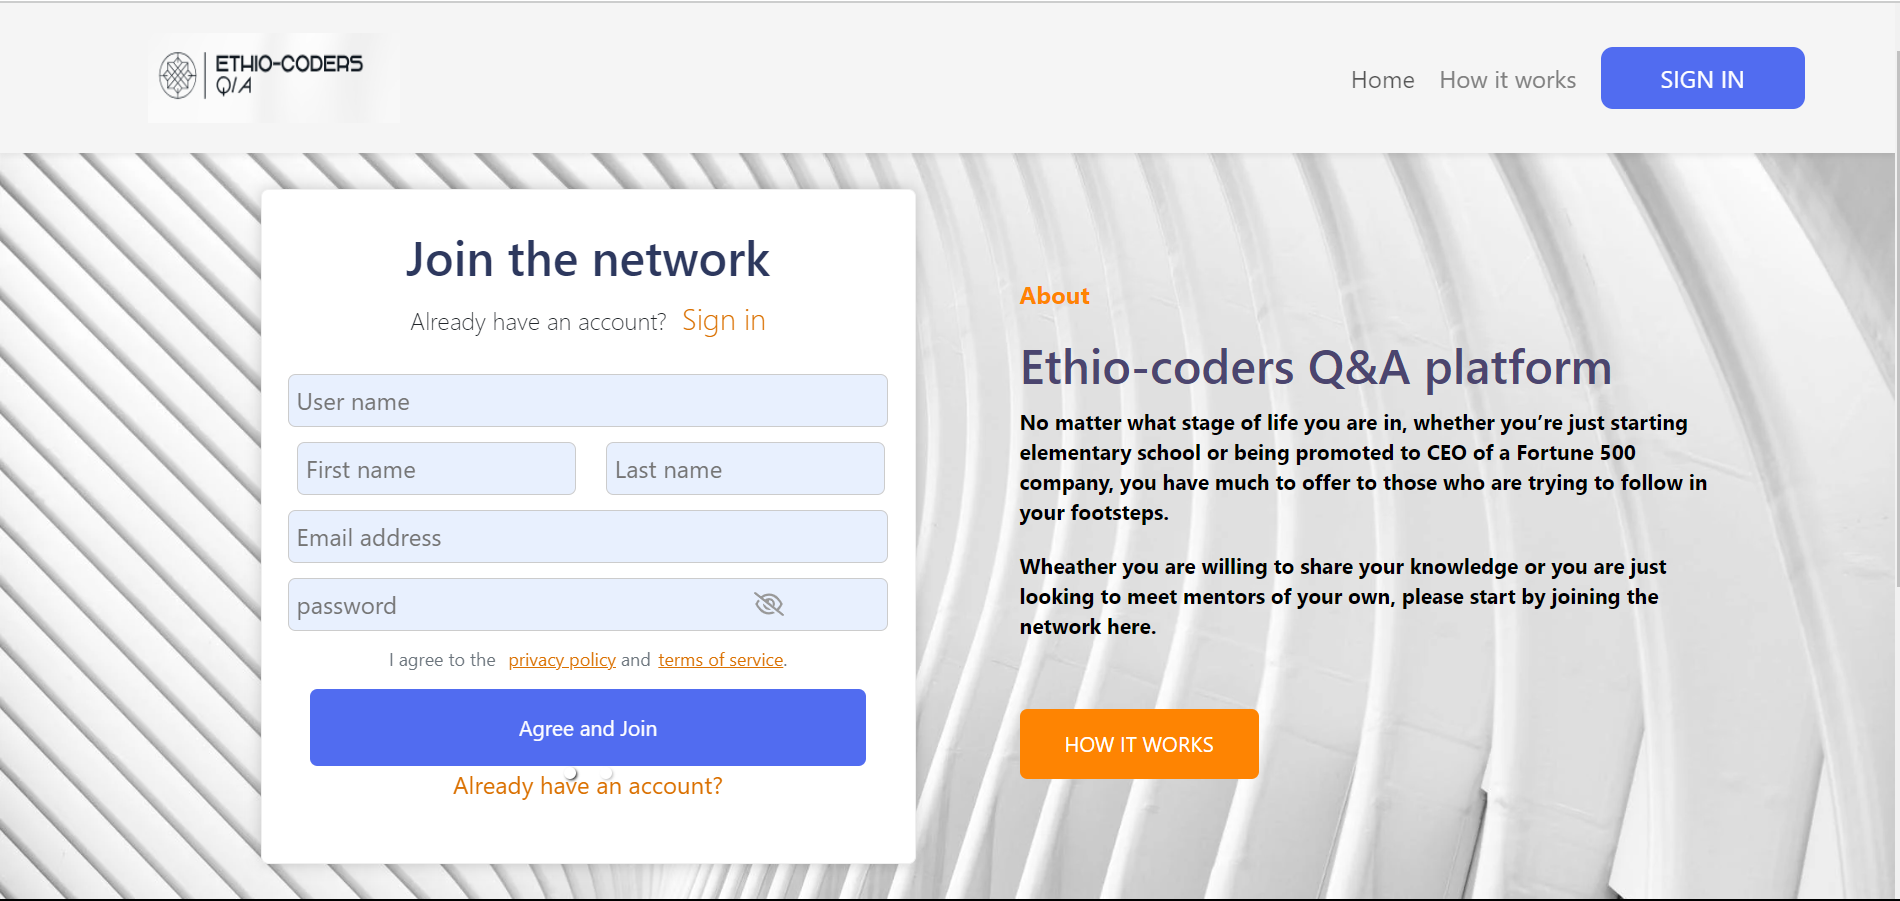 ETHIO-CODERS
Q/A
Home How it works SIGN IN
Join the network
Already have an account? Sign in
User name
First name Last name
Email address
password
I agree to the privacy policy and terms of service.
Agree and Join
Already have an account?
About
Ethio-coders Q&A platform
No matter what stage of life you are in, whether you’re just starting
elementary school or being promoted to CEO of a Fortune 500
company, you have much to offer to those who are trying to follow in
your footsteps.
Wheather you are willing to share your knowledge or you are just
looking to meet mentors of your own, please start by joining the
network here.
HOW IT WORKS